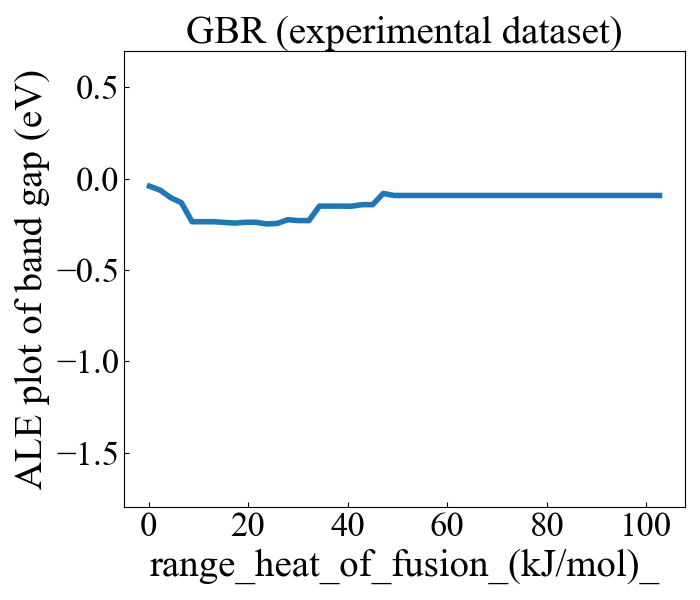 GBR (experimental dataset)
ALE plot of band gap (eV)
0.5
0.0
−0.5
−1.0
−1.5
0 20 40 60 80 100
range_heat_of_fusion_(kJ/mol)_